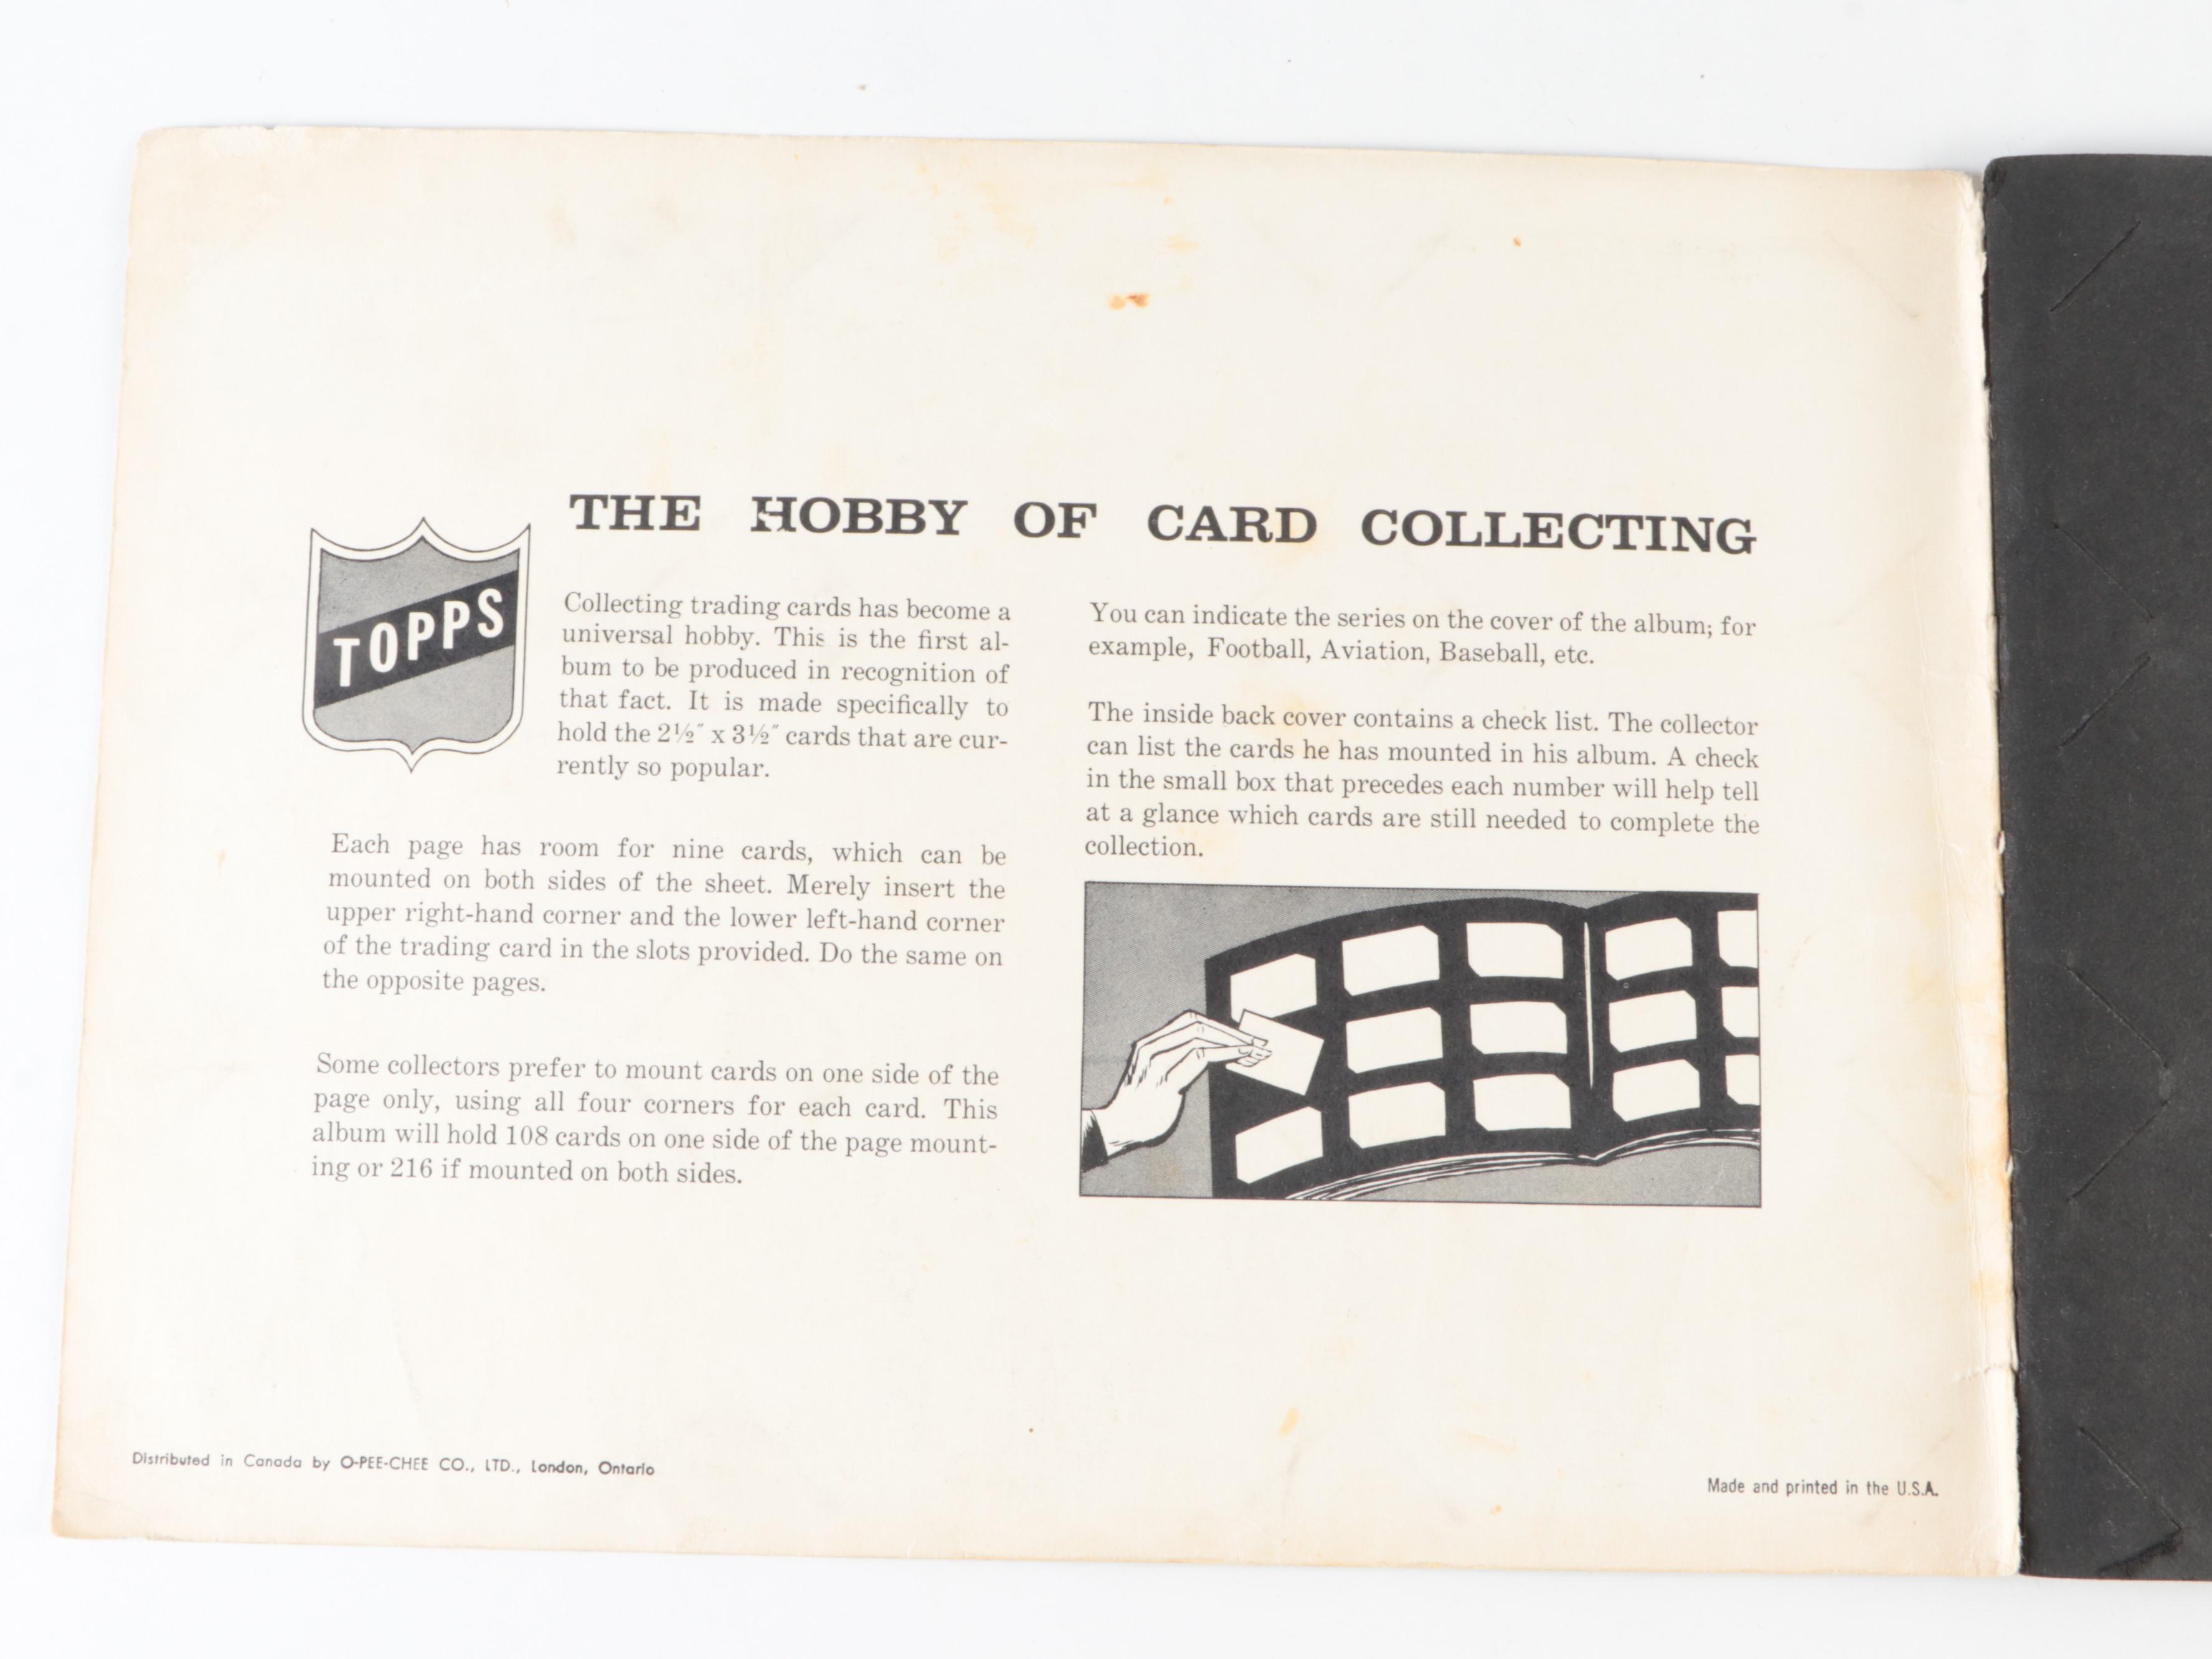 THE HOBBY OF CARD COLLECTING
TOPPS
Collecting trading cards has become a
universal hobby. This is the first al-
bum to be produced in recognition of
that fact. It is made specifically to
hold the 2½″ x 3½″ cards that are cur-
rently so popular.
Each page has room for nine cards, which can be
mounted on both sides of the sheet. Merely insert the
upper right-hand corner and the lower left-hand corner
of the trading card in the slots provided. Do the same on
the opposite pages.
Some collectors prefer to mount cards on one side of the
page only, using all four corners for each card. This
album will hold 108 cards on one side of the page mount-
ing or 216 if mounted on both sides.
You can indicate the series on the cover of the album; for
example, Football, Aviation, Baseball, etc.
The inside back cover contains a check list. The collector
can list the cards he has mounted in his album. A check
in the small box that precedes each number will help tell
at a glance which cards are still needed to complete the
collection.
Distributed in Canada by O-PEE-CHEE CO., LTD., London, Ontario
Made and printed in the U.S.A.